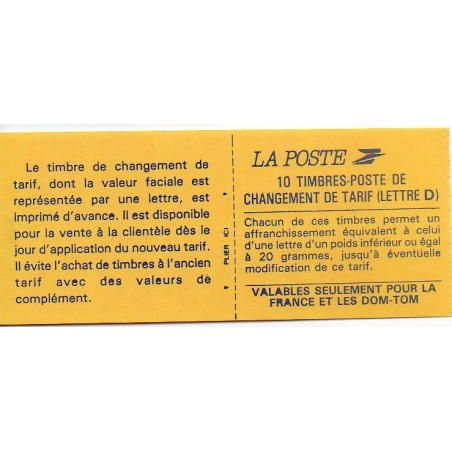 Le timbre de changement de
tarif, dont la valeur faciale est
représentée par une lettre, est
imprimé d'avance. Il est disponible
pour la vente à la clientèle dès le
jour d'application du nouveau tarif.
Il évite l'achat de timbres à l'ancien
tarif avec des valeurs de
complément.
PLIER ICI
LA POSTE
10 TIMBRES-POSTE DE
CHANGEMENT DE TARIF (LETTRE D)
Chacun de ces timbres permet un
affranchissement équivalent à celui
d'une lettre d'un poids inférieur ou égal
à 20 grammes, jusqu'à éventuelle
modification de ce tarif.
VALABLES SEULEMENT POUR LA
FRANCE ET LES DOM-TOM